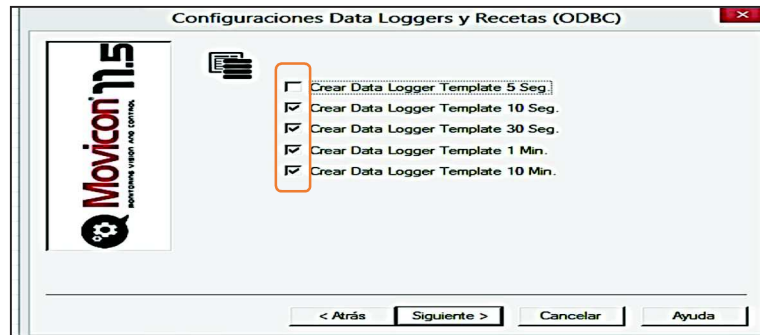 Configuraciones Data Loggers y Recetas (ODBC)
Movicon 11.5
MONITORING VISION AND CONTROL
Crear Data Logger Template 5 Seg.
Crear Data Logger Template 10 Seg.
Crear Data Logger Template 30 Seg.
Crear Data Logger Template 1 Min.
Crear Data Logger Template 10 Min.
< Atrás
Siguiente >
Cancelar
Ayuda